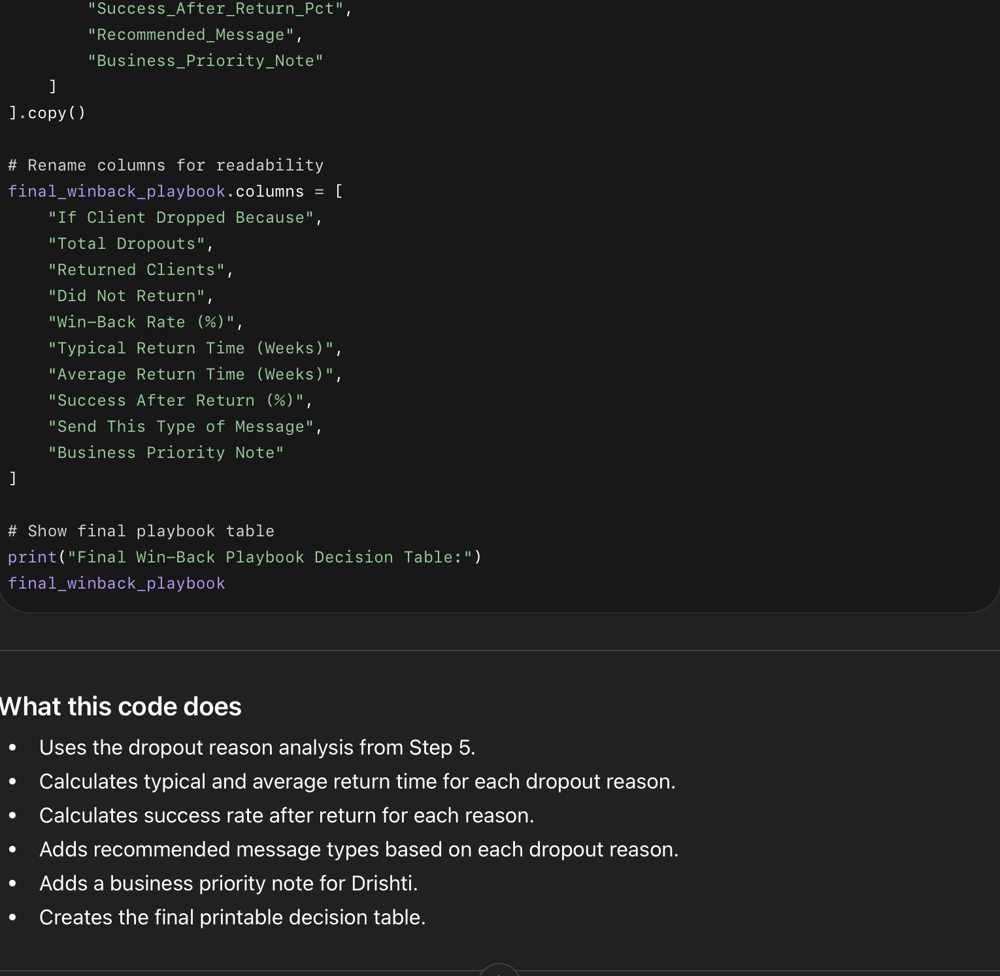 "Success_After_Return_Pct",
        "Recommended_Message",
        "Business_Priority_Note"
    ]
].copy()

# Rename columns for readability
final_winback_playbook.columns = [
    "If Client Dropped Because",
    "Total Dropouts",
    "Returned Clients",
    "Did Not Return",
    "Win-Back Rate (%)",
    "Typical Return Time (Weeks)",
    "Average Return Time (Weeks)",
    "Success After Return (%)",
    "Send This Type of Message",
    "Business Priority Note"
]

# Show final playbook table
print("Final Win-Back Playbook Decision Table:")
final_winback_playbook

What this code does
• Uses the dropout reason analysis from Step 5.
• Calculates typical and average return time for each dropout reason.
• Calculates success rate after return for each reason.
• Adds recommended message types based on each dropout reason.
• Adds a business priority note for Drishti.
• Creates the final printable decision table.